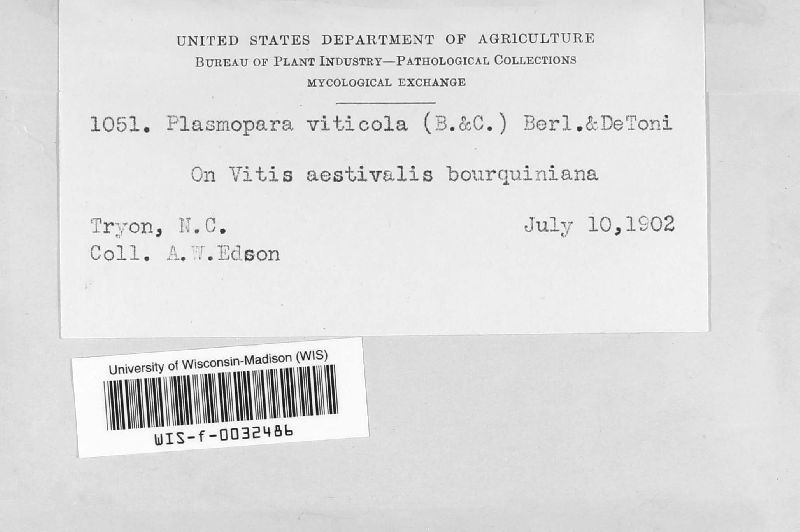 UNITED STATES DEPARTMENT OF AGRICULTURE
BUREAU OF PLANT INDUSTRY—PATHOLOGICAL COLLECTIONS
MYCOLOGICAL EXCHANGE
1051. Plasmopara viticola (B.&C.) Berl.&DeToni
On Vitis aestivalis bourquiniana
Tryon, N.C. July 10,1902
Coll. A.W.Edson
University of Wisconsin-Madison (WIS)
WIS-f-0032486